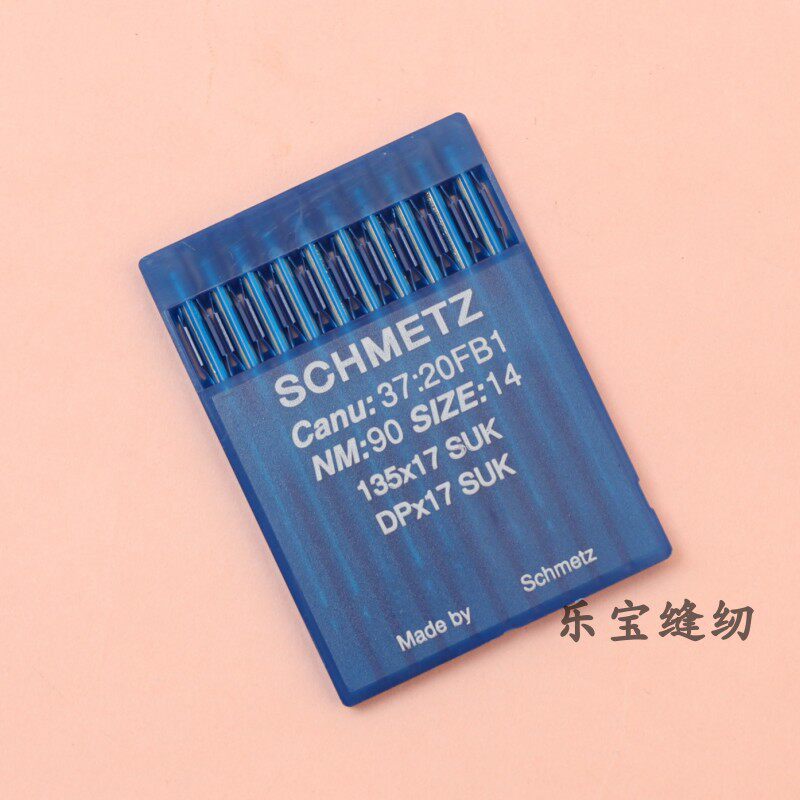 SCHMETZ
Canu: 37:20FB1
NM:90 SIZE:14
135x17 SUK
DPx17 SUK
Made by Schmetz
乐宝缝纫